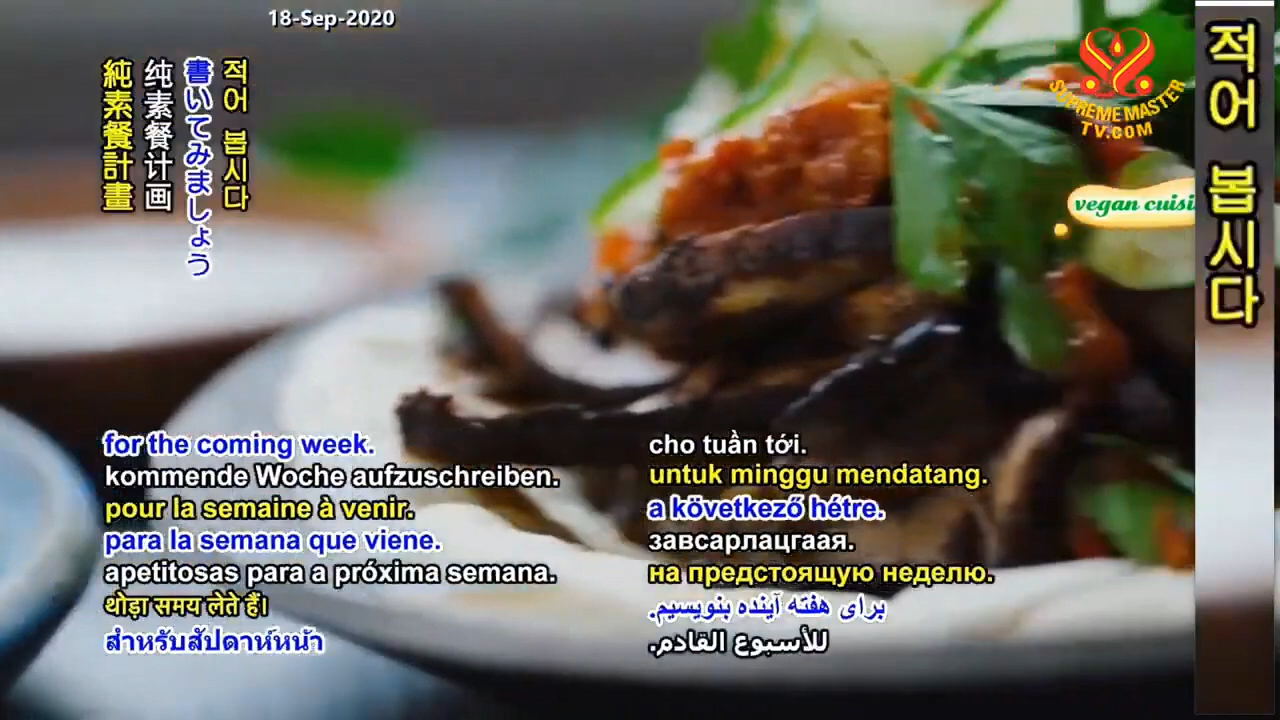 18-Sep-2020
적어 봅시다
書いてみましょう
纯素餐计画
純素餐計畫
SUPREME MASTER
TV.COM
vegan cuisi
적어 봅시다
for the coming week.
kommende Woche aufzuschreiben.
pour la semaine à venir.
para la semana que viene.
apetitosas para a próxima semana.
थोड़ा समय लेते हैं।
สำหรับสัปดาห์หน้า
cho tuần tới.
untuk minggu mendatang.
a következő hétre.
завсарлацгаая.
на предстоящую неделю.
برای هفته آینده بنویسیم.
للأسبوع القادم.